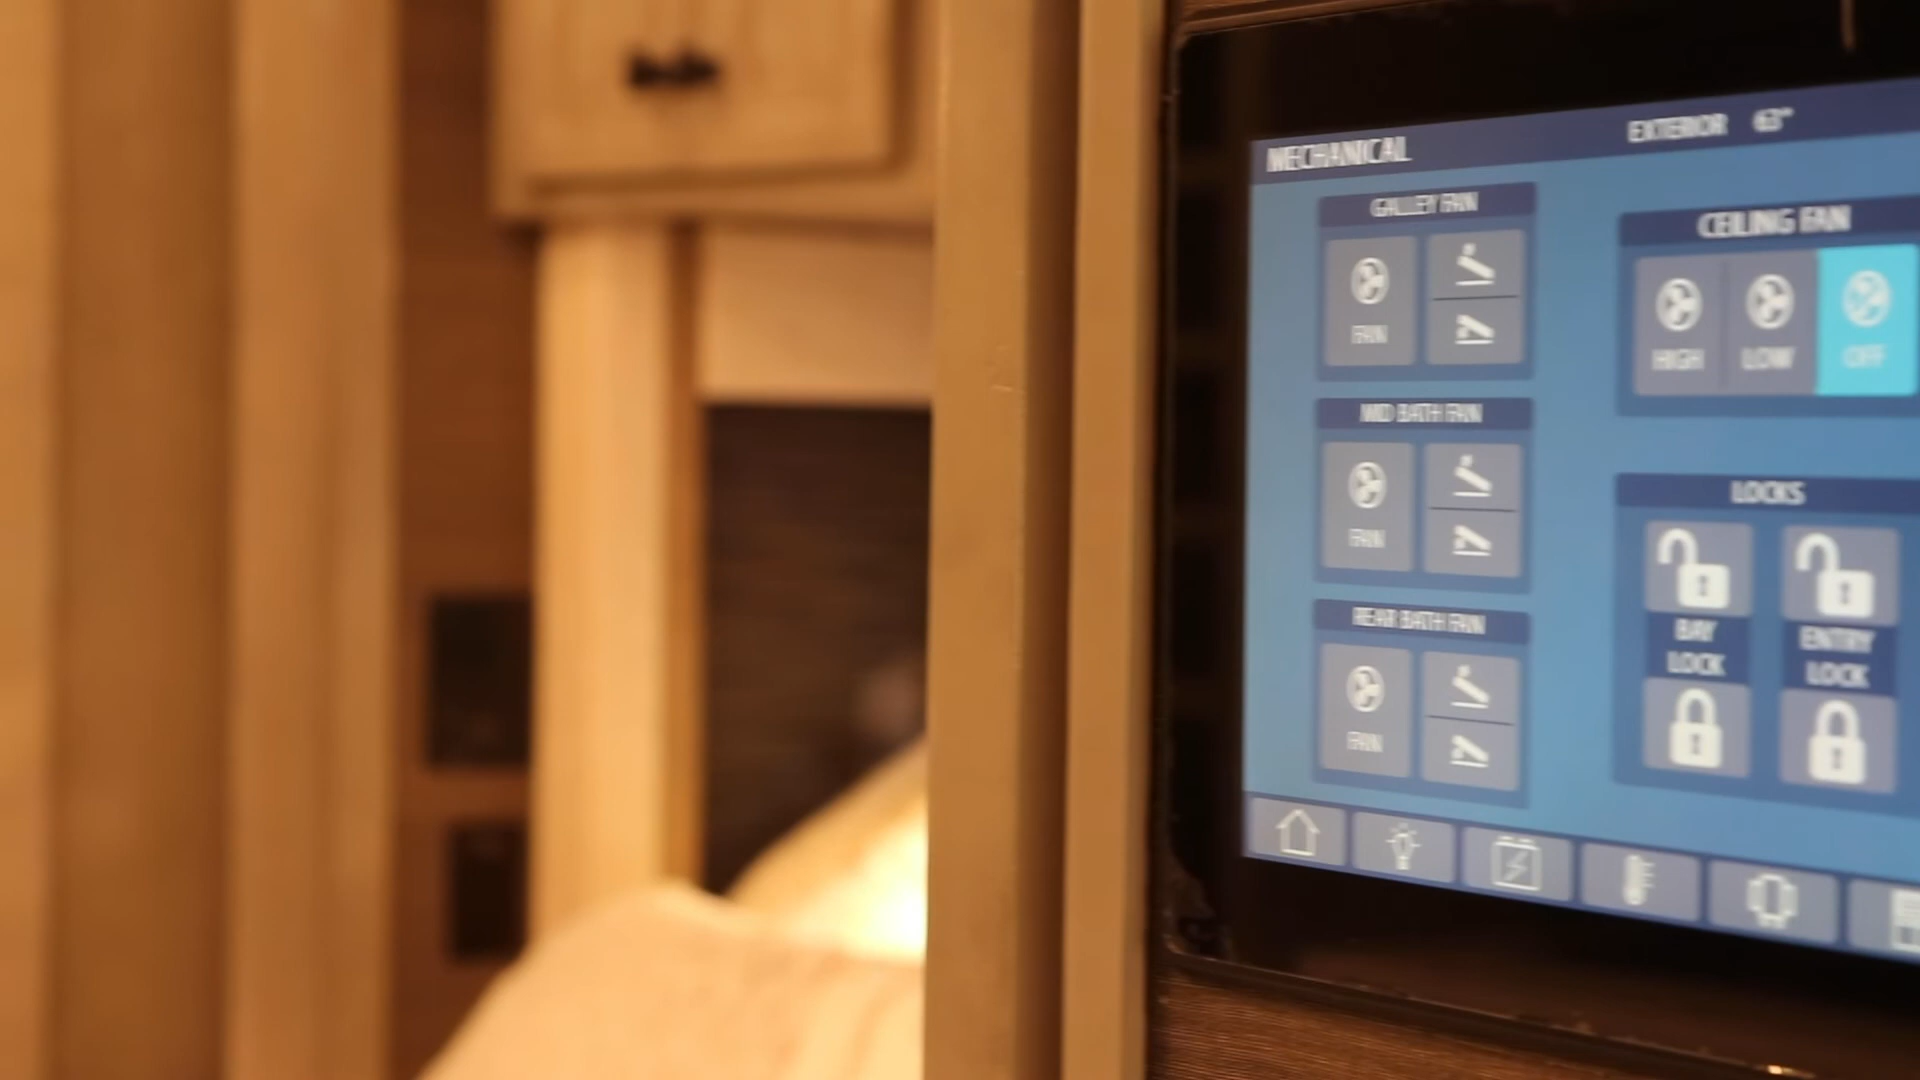 MECHANICAL
EXTERIOR 63°
GALLEY FAN
FAN
CEILING FAN
HIGH
LOW
OFF
MID BATH FAN
FAN
LOCKS
BAY
LOCK
ENTRY
LOCK
REAR BATH FAN
FAN